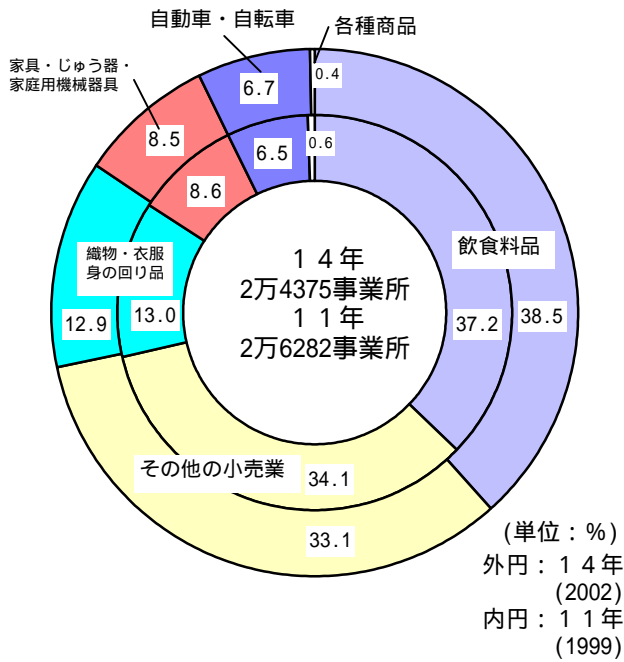 自動車・自転車
各種商品
家具・じゅう器・
家庭用機械器具
6.7
0.4
8.5
6.5
0.6
8.6
織物・衣服
身の回り品
飲食料品
12.9
13.0
37.2
38.5
１４年
2万4375事業所
１１年
2万6282事業所
その他の小売業
34.1
33.1
(単位：%)
外円：１４年
(2002)
内円：１１年
(1999)